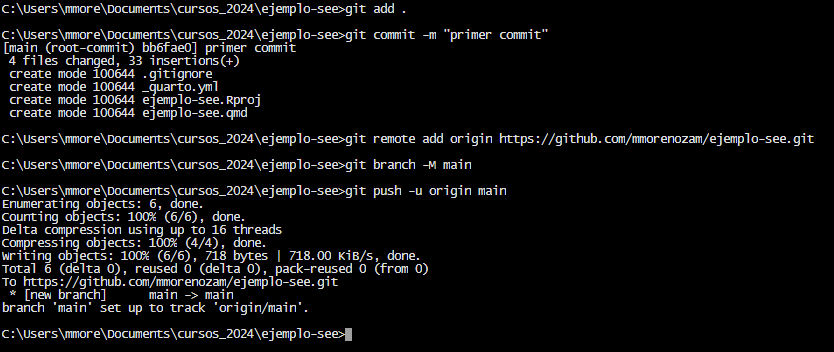 C:\Users\mmore\Documents\cursos_2024\ejemplo-see>git add .
C:\Users\mmore\Documents\cursos_2024\ejemplo-see>git commit -m "primer commit"
[main (root-commit) bb6fae0] primer commit
 4 files changed, 33 insertions(+)
 create mode 100644 .gitignore
 create mode 100644 _quarto.yml
 create mode 100644 ejemplo-see.Rproj
 create mode 100644 ejemplo-see.qmd
C:\Users\mmore\Documents\cursos_2024\ejemplo-see>git remote add origin https://github.com/mmorenozam/ejemplo-see.git
C:\Users\mmore\Documents\cursos_2024\ejemplo-see>git branch -M main
C:\Users\mmore\Documents\cursos_2024\ejemplo-see>git push -u origin main
Enumerating objects: 6, done.
Counting objects: 100% (6/6), done.
Delta compression using up to 16 threads
Compressing objects: 100% (4/4), done.
Writing objects: 100% (6/6), 718 bytes | 718.00 KiB/s, done.
Total 6 (delta 0), reused 0 (delta 0), pack-reused 0 (from 0)
To https://github.com/mmorenozam/ejemplo-see.git
 * [new branch]      main -> main
branch 'main' set up to track 'origin/main'.
C:\Users\mmore\Documents\cursos_2024\ejemplo-see>